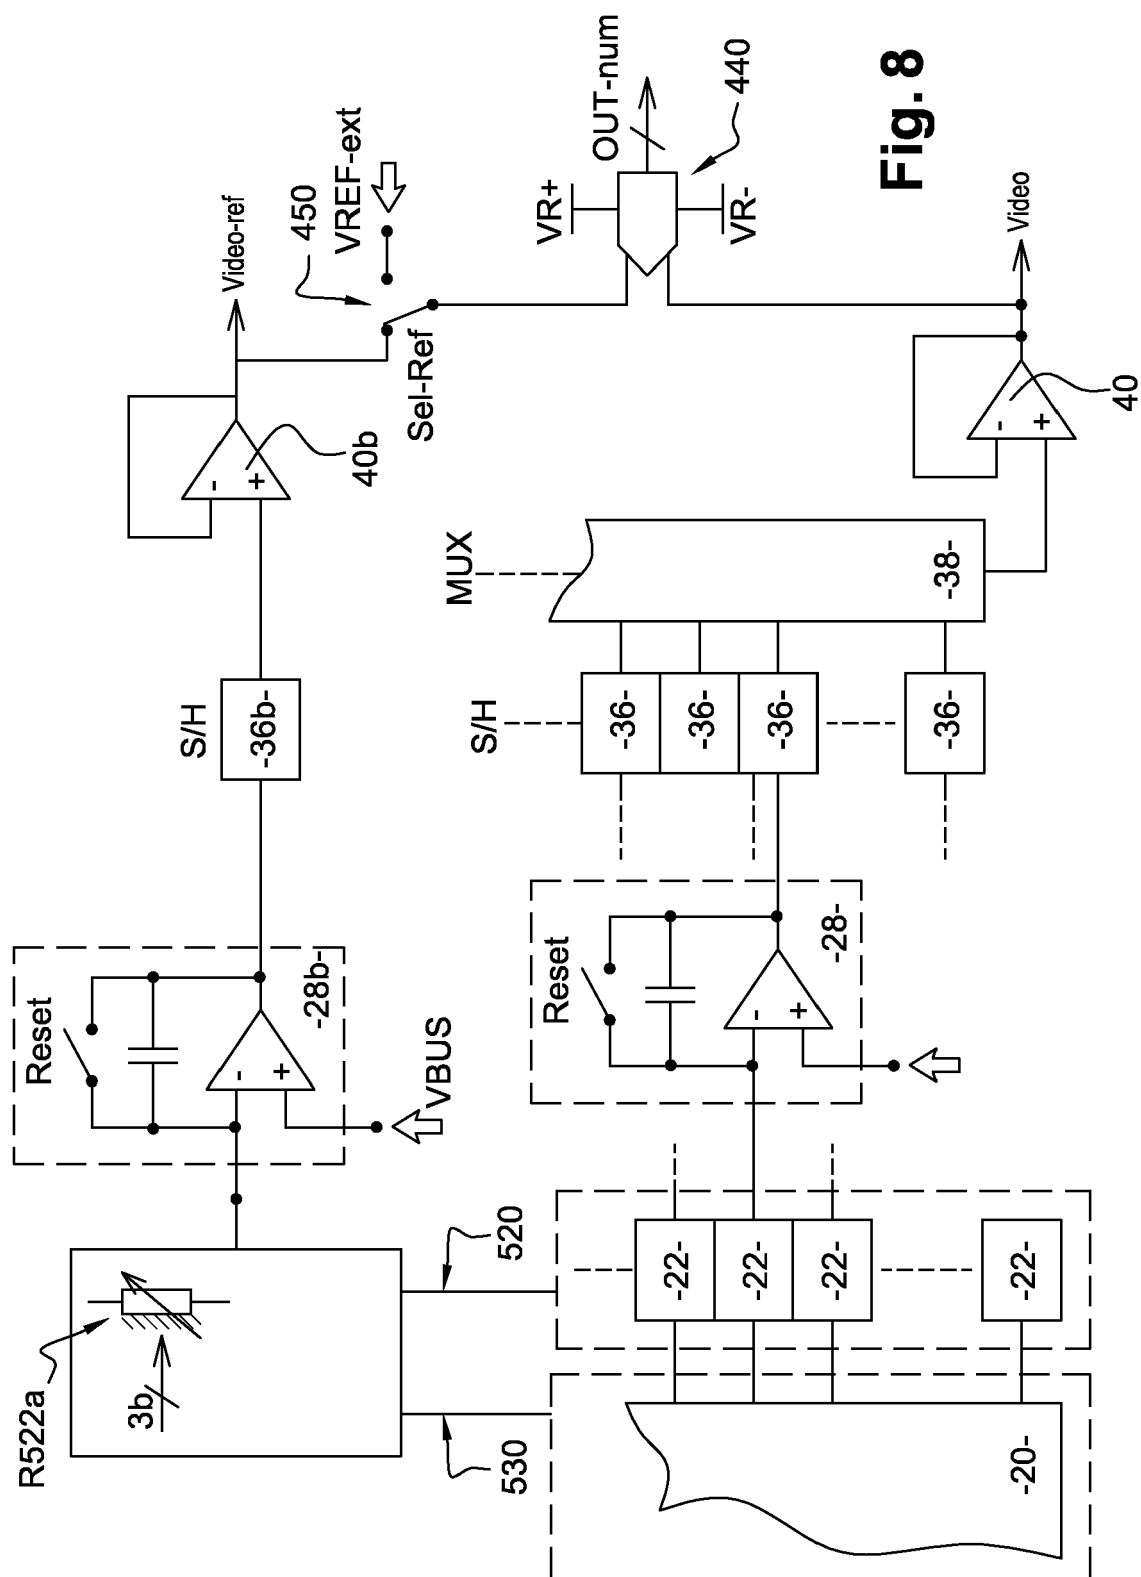 Video-ref
450
VREF-ext
Sel-Ref
40b
S/H
-36b-
Reset
-28b-
VBUS
R522a
3b
520
530
OUT-num
VR+
VR-
440
Fig. 8
Video
40
- +
- +
MUX
-38-
S/H
-36-
-36-
-36-
-36-
Reset
-28-
- +
- +
-22-
-22-
-22-
-22-
-20-